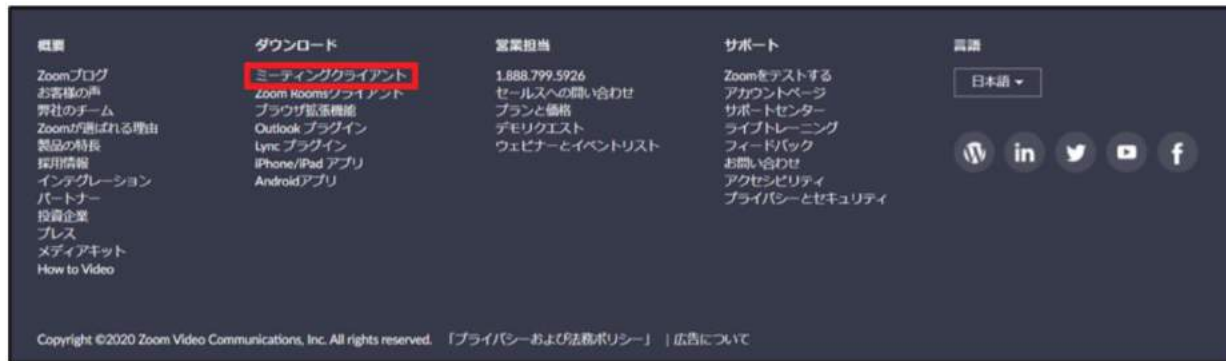 概要
Zoomブログ
お客様の声
弊社のチーム
Zoomが選ばれる理由
製品の特長
採用情報
インテグレーション
パートナー
投資企業
プレス
メディアキット
How to Video
ダウンロード
ミーティングクライアント
Zoom Roomsクライアント
ブラウザ拡張機能
Outlook プラグイン
Lync プラグイン
iPhone/iPad アプリ
Androidアプリ
営業担当
1.888.799.5926
セールスへの問い合わせ
プランと価格
デモリクエスト
ウェビナーとイベントリスト
サポート
Zoomをテストする
アカウントページ
サポートセンター
ライブトレーニング
フィードバック
お問い合わせ
アクセシビリティ
プライバシーとセキュリティ
言語
日本語
in
f
Copyright ©2020 Zoom Video Communications, Inc. All rights reserved. 「プライバシーおよび法務ポリシー」 | 広告について